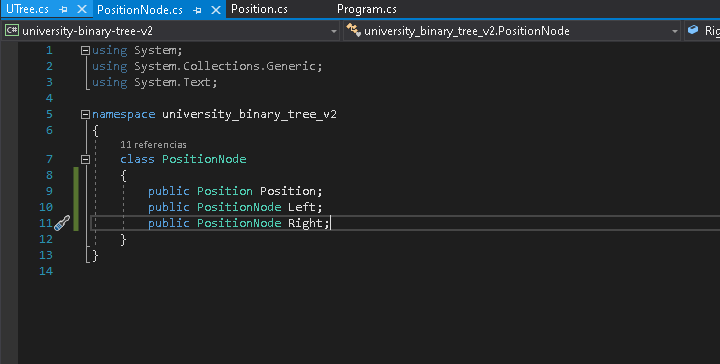 UTree.cs PositionNode.cs Position.cs Program.cs
C# university-binary-tree-v2 university_binary_tree_v2.PositionNode Rig
1 using System;
2 using System.Collections.Generic;
3 using System.Text;
4
5 namespace university_binary_tree_v2
6 {
11 referencias
7 class PositionNode
8 {
9 public Position Position;
10 public PositionNode Left;
11 public PositionNode Right;
12 }
13 }
14